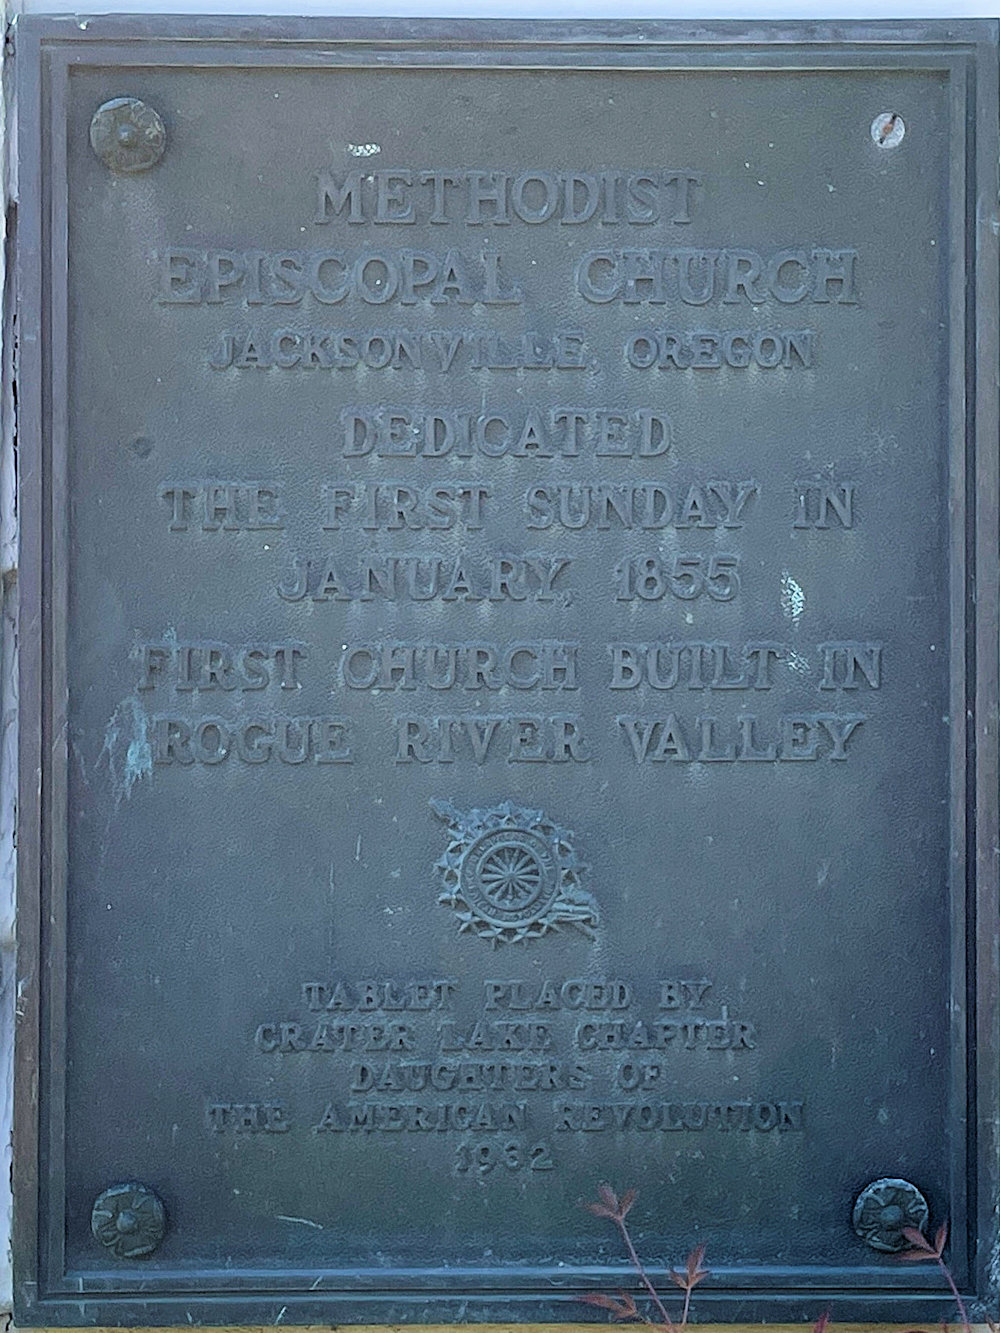 METHODIST
EPISCOPAL CHURCH
JACKSONVILLE, OREGON
DEDICATED
THE FIRST SUNDAY IN
JANUARY, 1855
FIRST CHURCH BUILT IN
ROGUE RIVER VALLEY
TABLET PLACED BY
CRATER LAKE CHAPTER
DAUGHTERS OF
THE AMERICAN REVOLUTION
1932